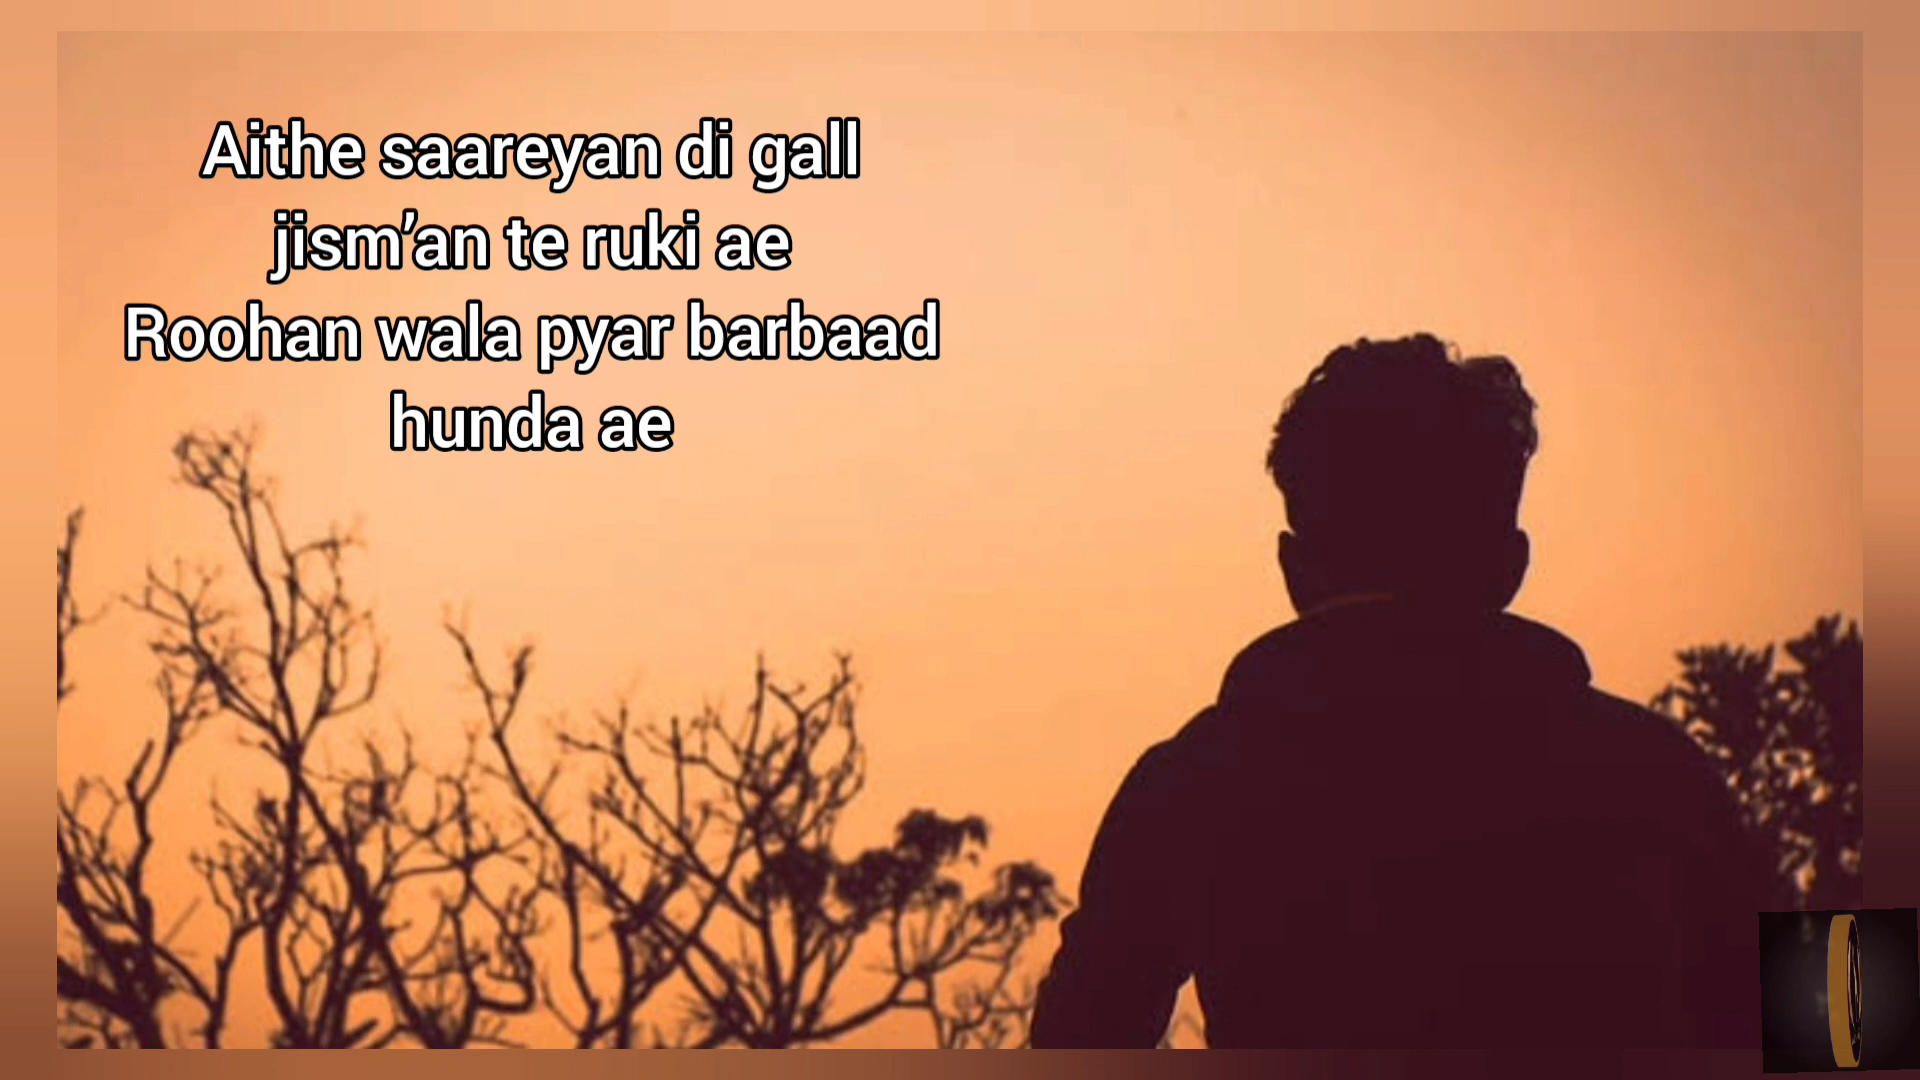 Aithe saareyan di gall
jism’an te ruki ae
Roohan wala pyar barbaad
hunda ae